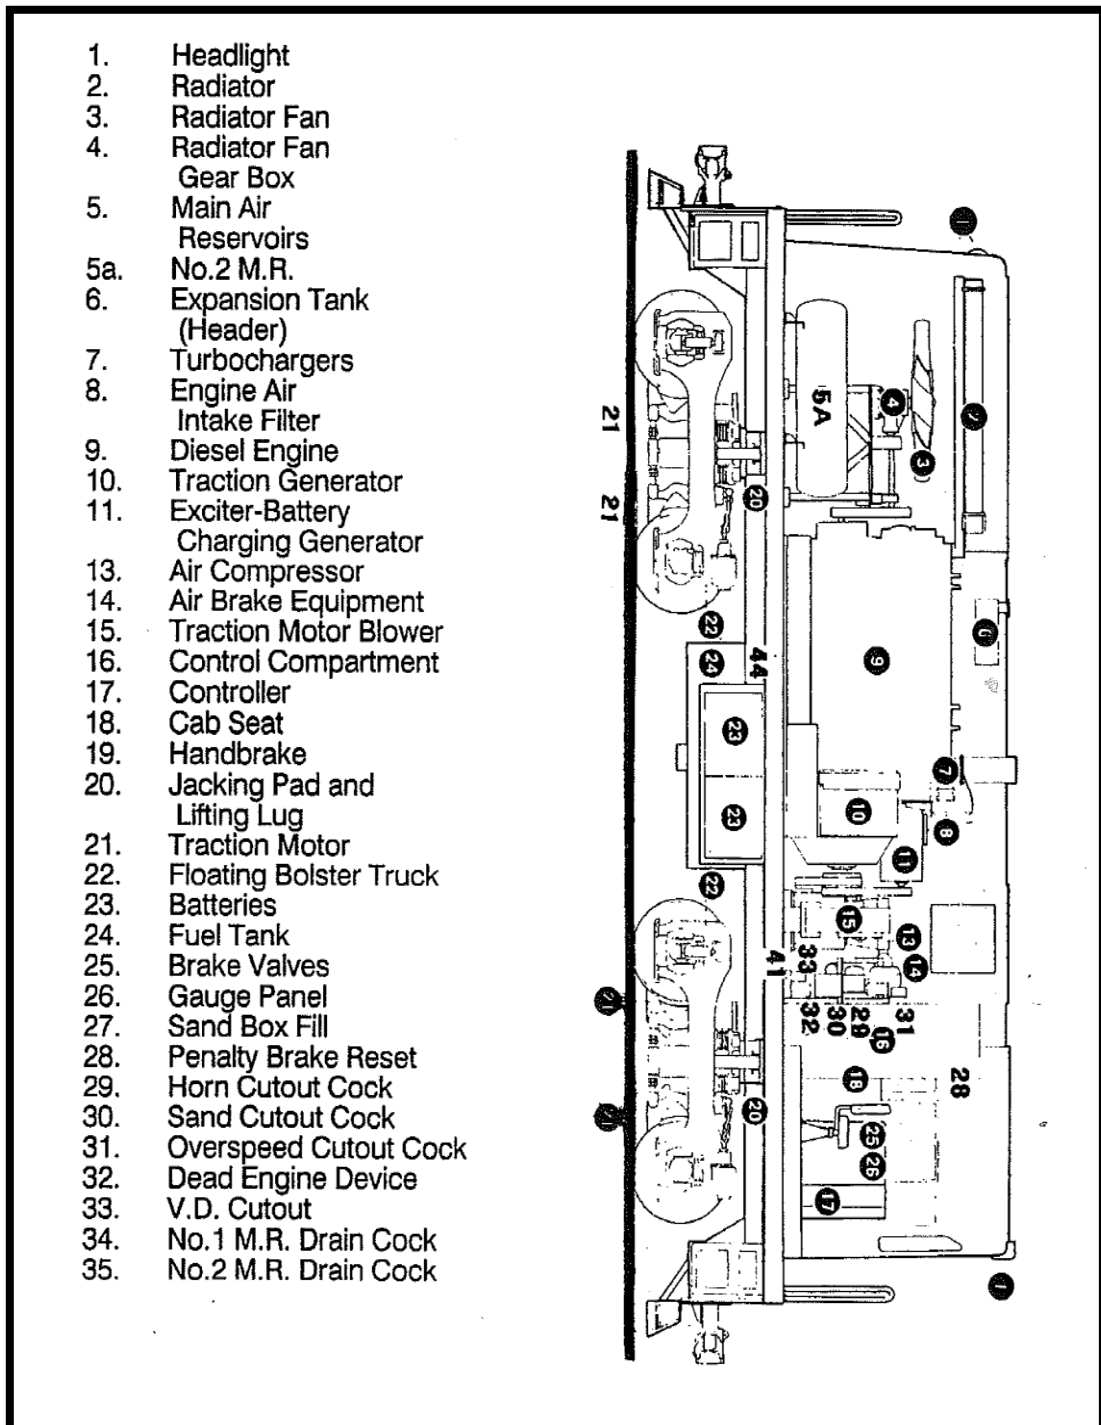 1. Headlight
2. Radiator
3. Radiator Fan
4. Radiator Fan
Gear Box
5. Main Air
Reservoirs
5a. No.2 M.R.
6. Expansion Tank
(Header)
7. Turbochargers
8. Engine Air
Intake Filter
9. Diesel Engine
10. Traction Generator
11. Exciter-Battery
Charging Generator
13. Air Compressor
14. Air Brake Equipment
15. Traction Motor Blower
16. Control Compartment
17. Controller
18. Cab Seat
19. Handbrake
20. Jacking Pad and
Lifting Lug
21. Traction Motor
22. Floating Bolster Truck
23. Batteries
24. Fuel Tank
25. Brake Valves
26. Gauge Panel
27. Sand Box Fill
28. Penalty Brake Reset
29. Horn Cutout Cock
30. Sand Cutout Cock
31. Overspeed Cutout Cock
32. Dead Engine Device
33. V.D. Cutout
34. No.1 M.R. Drain Cock
35. No.2 M.R. Drain Cock
1
2
5A
4
3
21
21
20
22
24
44
9
6
23
23
10
7
8
11
22
15
13
14
41
33
32
30
29
31
16
28
18
21
21
20
25
26
17
1